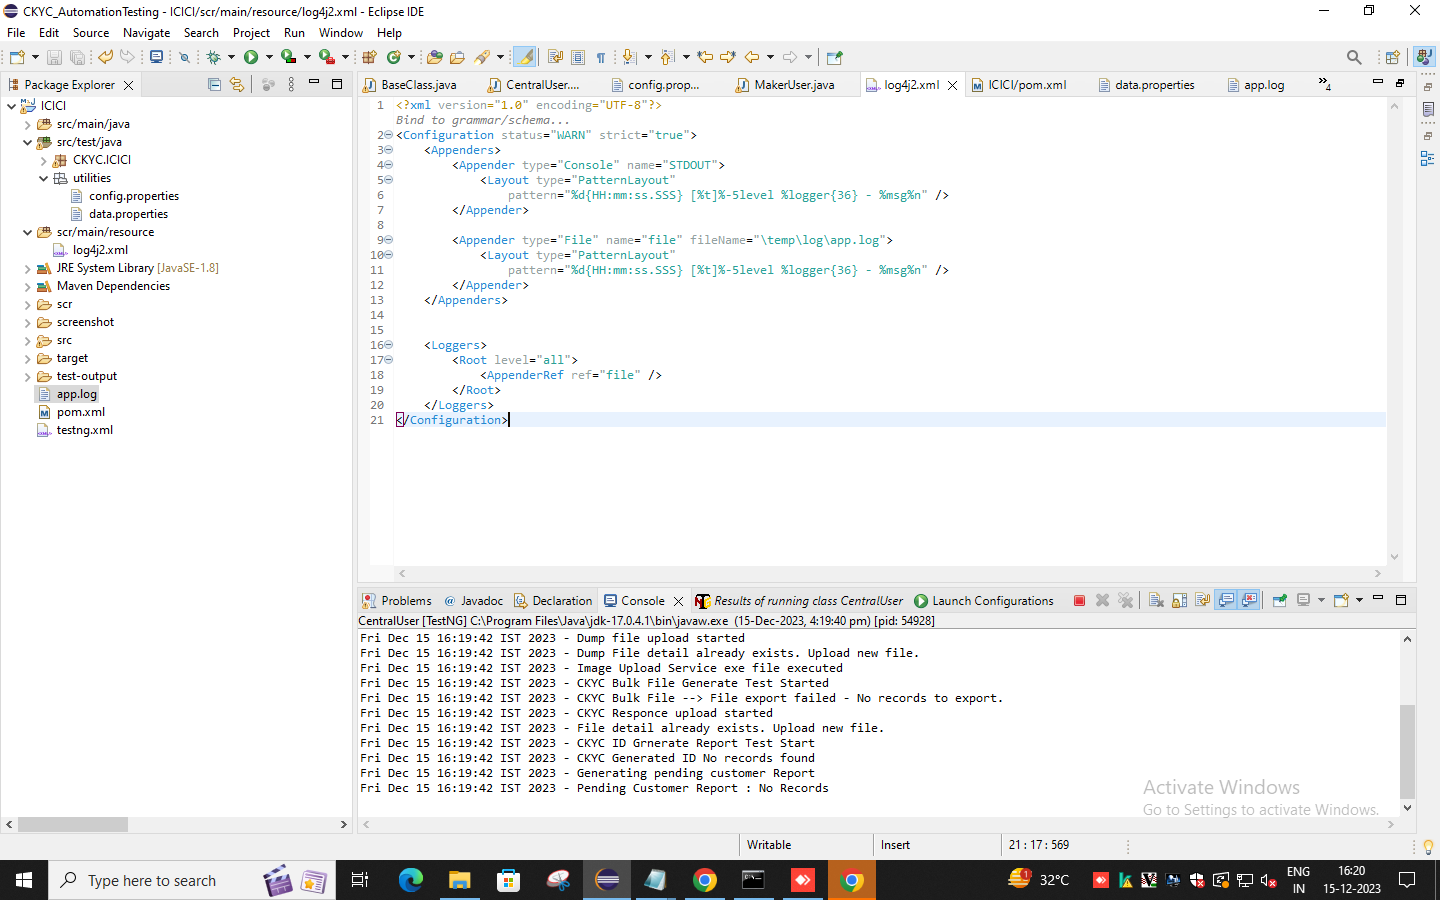 CKYC_AutomationTesting - ICICI/scr/main/resource/log4j2.xml - Eclipse IDE
File Edit Source Navigate Search Project Run Window Help
Package Explorer
BaseClass.java CentralUser.... config.prop... MakerUser.java log4j2.xml ICICI/pom.xml data.properties app.log »4
ICICI
src/main/java
src/test/java
CKYC.ICICI
utilities
config.properties
data.properties
scr/main/resource
log4j2.xml
JRE System Library [JavaSE-1.8]
Maven Dependencies
scr
screenshot
src
target
test-output
app.log
pom.xml
testng.xml
1 <?xml version="1.0" encoding="UTF-8"?>
Bind to grammar/schema...
2 <Configuration status="WARN" strict="true">
3 <Appenders>
4 <Appender type="Console" name="STDOUT">
5 <Layout type="PatternLayout"
6 pattern="%d{HH:mm:ss.SSS} [%t]%-5level %logger{36} - %msg%n" />
7 </Appender>
8
9 <Appender type="File" name="file" fileName="\temp\log\app.log">
10 <Layout type="PatternLayout"
11 pattern="%d{HH:mm:ss.SSS} [%t]%-5level %logger{36} - %msg%n" />
12 </Appender>
13 </Appenders>
14
15
16 <Loggers>
17 <Root level="all">
18 <AppenderRef ref="file" />
19 </Root>
20 </Loggers>
21 </Configuration>
Problems @ Javadoc Declaration Console Results of running class CentralUser Launch Configurations
CentralUser [TestNG] C:\Program Files\Java\jdk-17.0.4.1\bin\javaw.exe (15-Dec-2023, 4:19:40 pm) [pid: 54928]
Fri Dec 15 16:19:42 IST 2023 - Dump file upload started
Fri Dec 15 16:19:42 IST 2023 - Dump File detail already exists. Upload new file.
Fri Dec 15 16:19:42 IST 2023 - Image Upload Service exe file executed
Fri Dec 15 16:19:42 IST 2023 - CKYC Bulk File Generate Test Started
Fri Dec 15 16:19:42 IST 2023 - CKYC Bulk File --> File export failed - No records to export.
Fri Dec 15 16:19:42 IST 2023 - CKYC Responce upload started
Fri Dec 15 16:19:42 IST 2023 - File detail already exists. Upload new file.
Fri Dec 15 16:19:42 IST 2023 - CKYC ID Grnerate Report Test Start
Fri Dec 15 16:19:42 IST 2023 - CKYC Generated ID No records found
Fri Dec 15 16:19:42 IST 2023 - Generating pending customer Report
Fri Dec 15 16:19:42 IST 2023 - Pending Customer Report : No Records
Activate Windows
Go to Settings to activate Windows.
Writable Insert 21 : 17 : 569
Type here to search
32°C
ENG
IN
16:20
15-12-2023